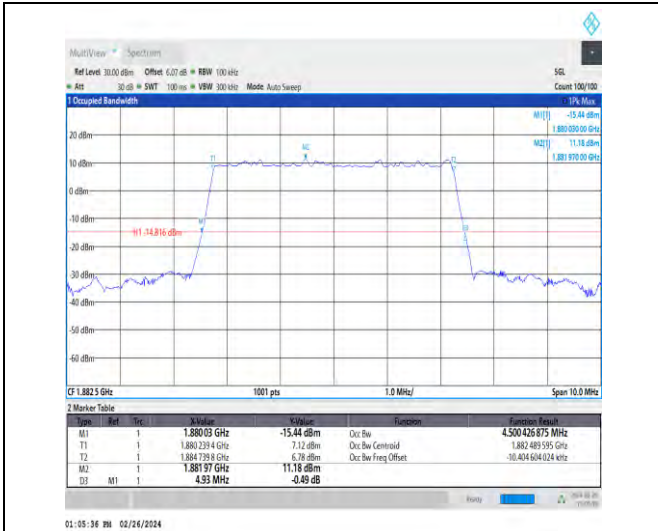 MultiView Spectrum
Ref Level 30.00 dBm Offset 6.07 dB RBW 100 kHz SGL
Att 30 dB SWT 100 ms VBW 300 kHz Mode Auto Sweep Count 100/100
1 Occupied Bandwidth 1Pk Max
M1[1] -15.44 dBm
1.880 030 00 GHz
M2[1] 11.18 dBm
1.881 970 00 GHz
20 dBm
M2
T1 T2
10 dBm
0 dBm
-10 dBm
M1
H1 -14.816 dBm
D3
-20 dBm
-30 dBm
-40 dBm
-50 dBm
-60 dBm
CF 1.882 5 GHz 1001 pts 1.0 MHz/ Span 10.0 MHz
2 Marker Table
Type Ref Trc X-Value Y-Value Function Function Result
M1 1 1.880 03 GHz -15.44 dBm Occ Bw 4.500 426 875 MHz
T1 1 1.880 239 4 GHz 7.12 dBm Occ Bw Centroid 1.882 489 595 GHz
T2 1 1.884 739 8 GHz 6.78 dBm Occ Bw Freq Offset -10.404 604 024 kHz
M2 1 1.881 97 GHz 11.18 dBm
D3 M1 1 4.93 MHz -0.49 dB
Ready
01:05:36 PM 02/26/2024